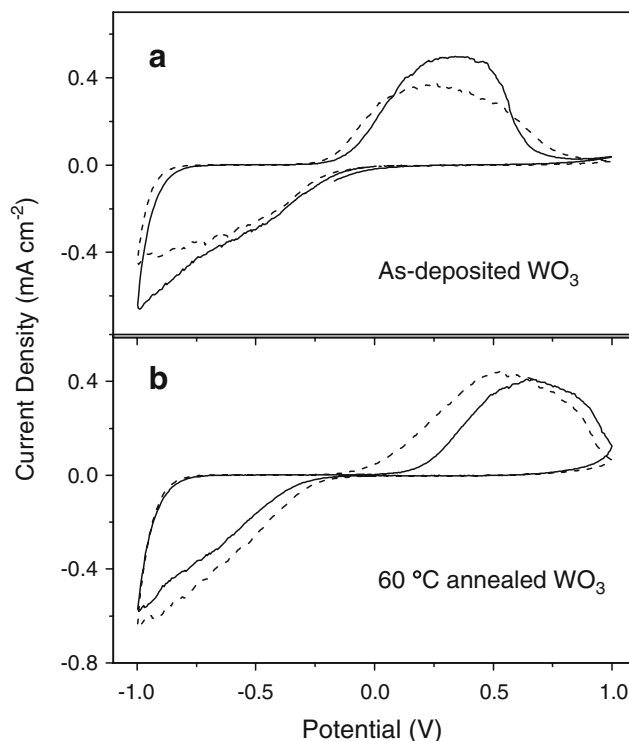 a
0.4
0.0
-0.4
As-deposited WO₃
Current Density (mA cm⁻²)
b
0.4
0.0
-0.4
-0.8
60 °C annealed WO₃
-1.0 -0.5 0.0 0.5 1.0
Potential (V)